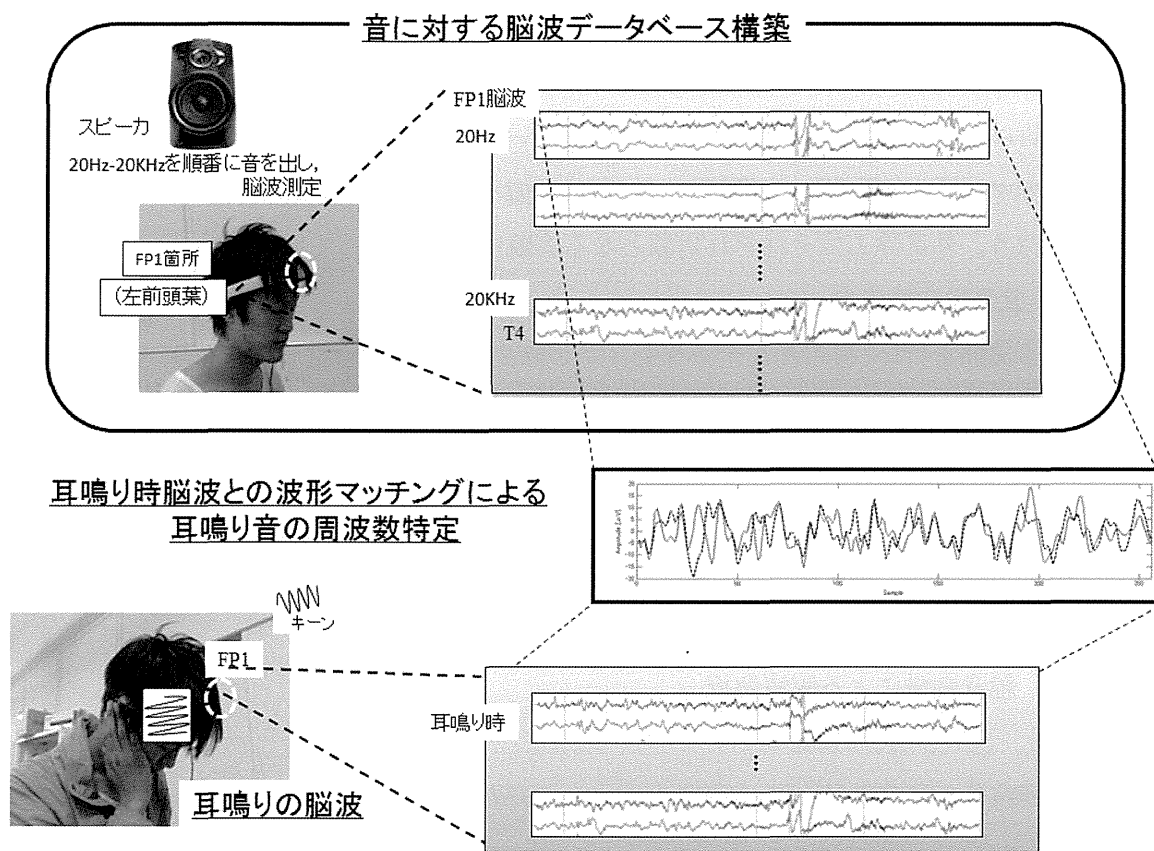 音に対する脳波データベース構築
スピーカ
20Hz-20KHzを順番に音を出し，
脳波測定
FP1箇所
(左前頭葉)
FP1脳波
20Hz
20KHz
T4
耳鳴り時脳波との波形マッチングによる
耳鳴り音の周波数特定
Sample
キーン
FP1
耳鳴り時
耳鳴りの脳波